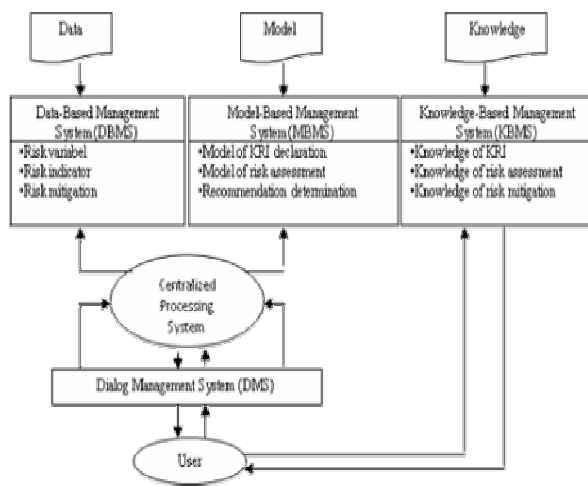 Data
Model
Knowledge
Data-Based Management
System (DBMS)
•Risk variabel
•Risk indicator
•Risk mitigation
Model-Based Management
System (MBMS)
•Model of KRI declaration
•Model of risk assessment
•Recommendation determination
Knowledge-Based Management
System (KBMS)
•Knowledge of KRI
•Knowledge of risk assessment
•Knowledge of risk mitigation
Centralized
Processing
System
Dialog Management System (DMS)
User